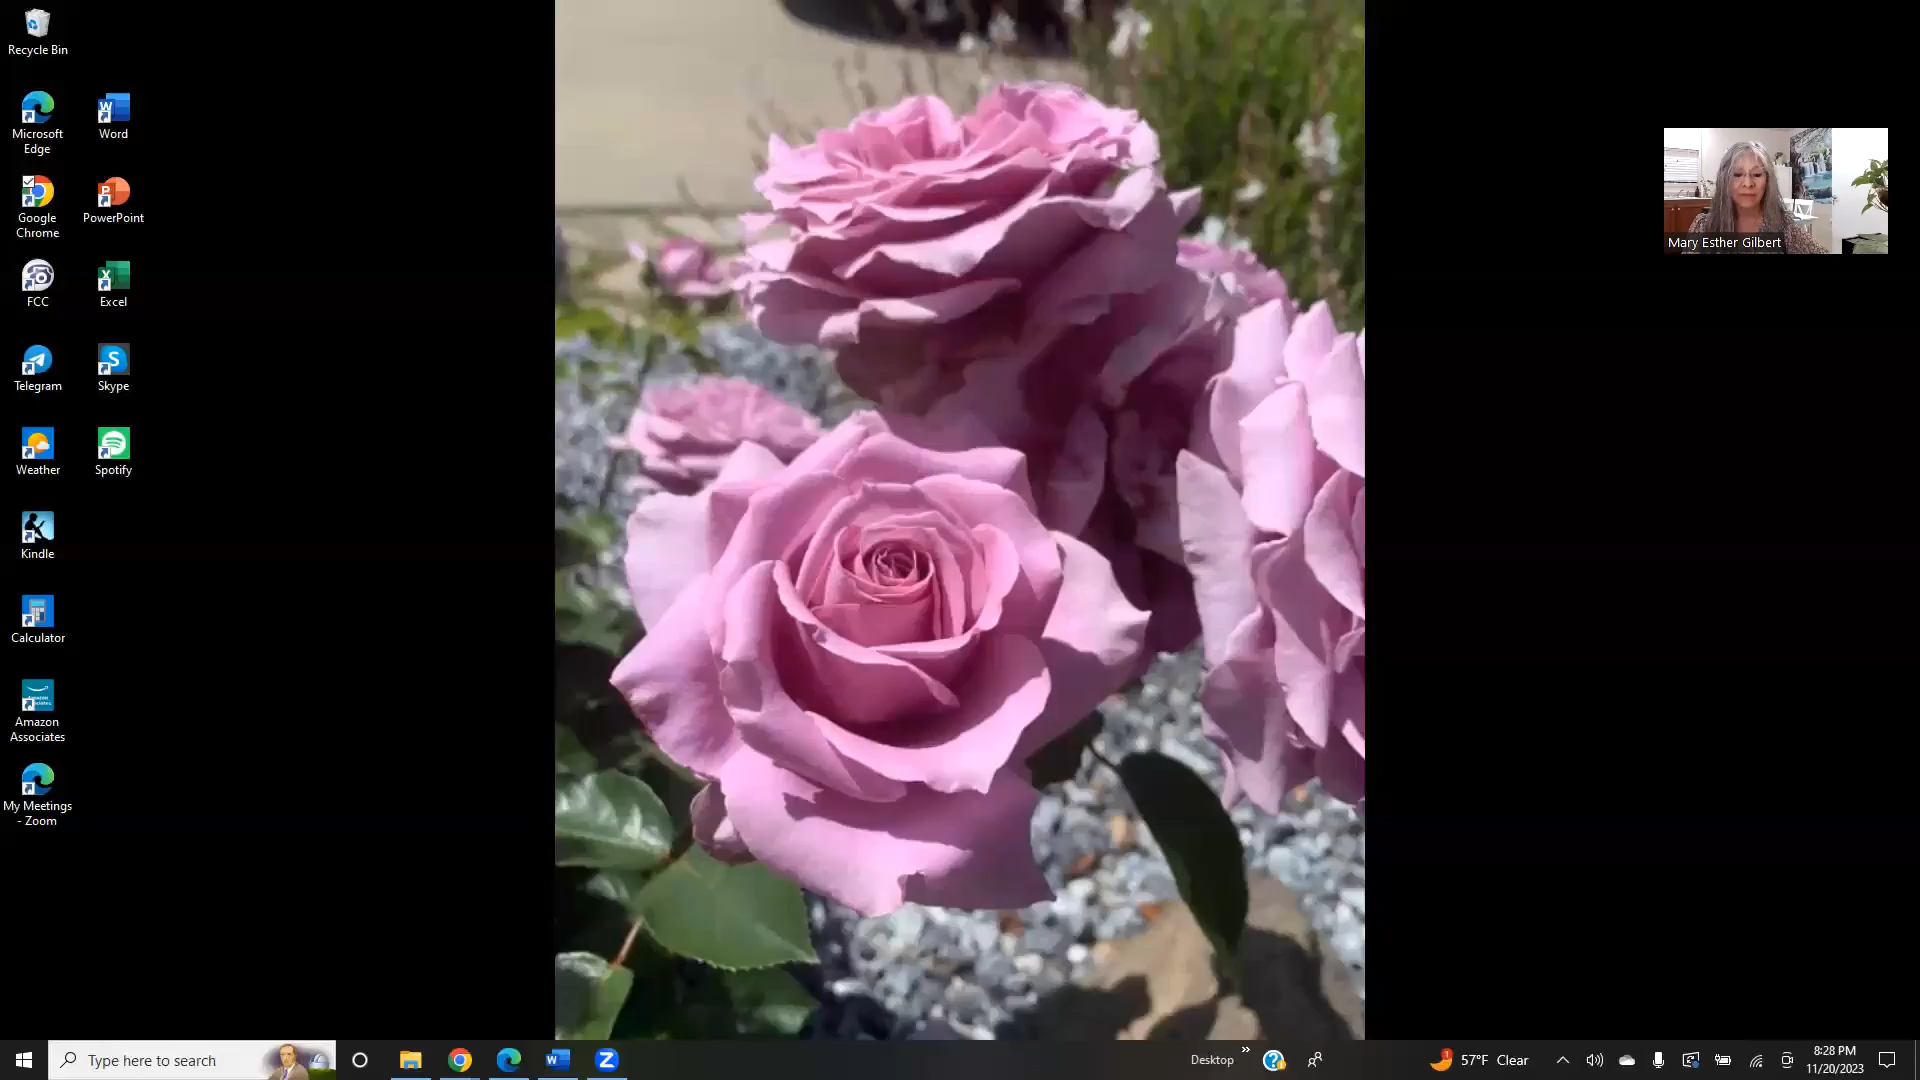 Recycle Bin
Microsoft
Edge
Word
Google
Chrome
PowerPoint
FCC
Excel
Telegram
Skype
Weather
Spotify
Kindle
Calculator
Amazon
Associates
My Meetings
- Zoom
Mary Esther Gilbert
Type here to search
Desktop
57°F Clear
8:28 PM
11/20/2023